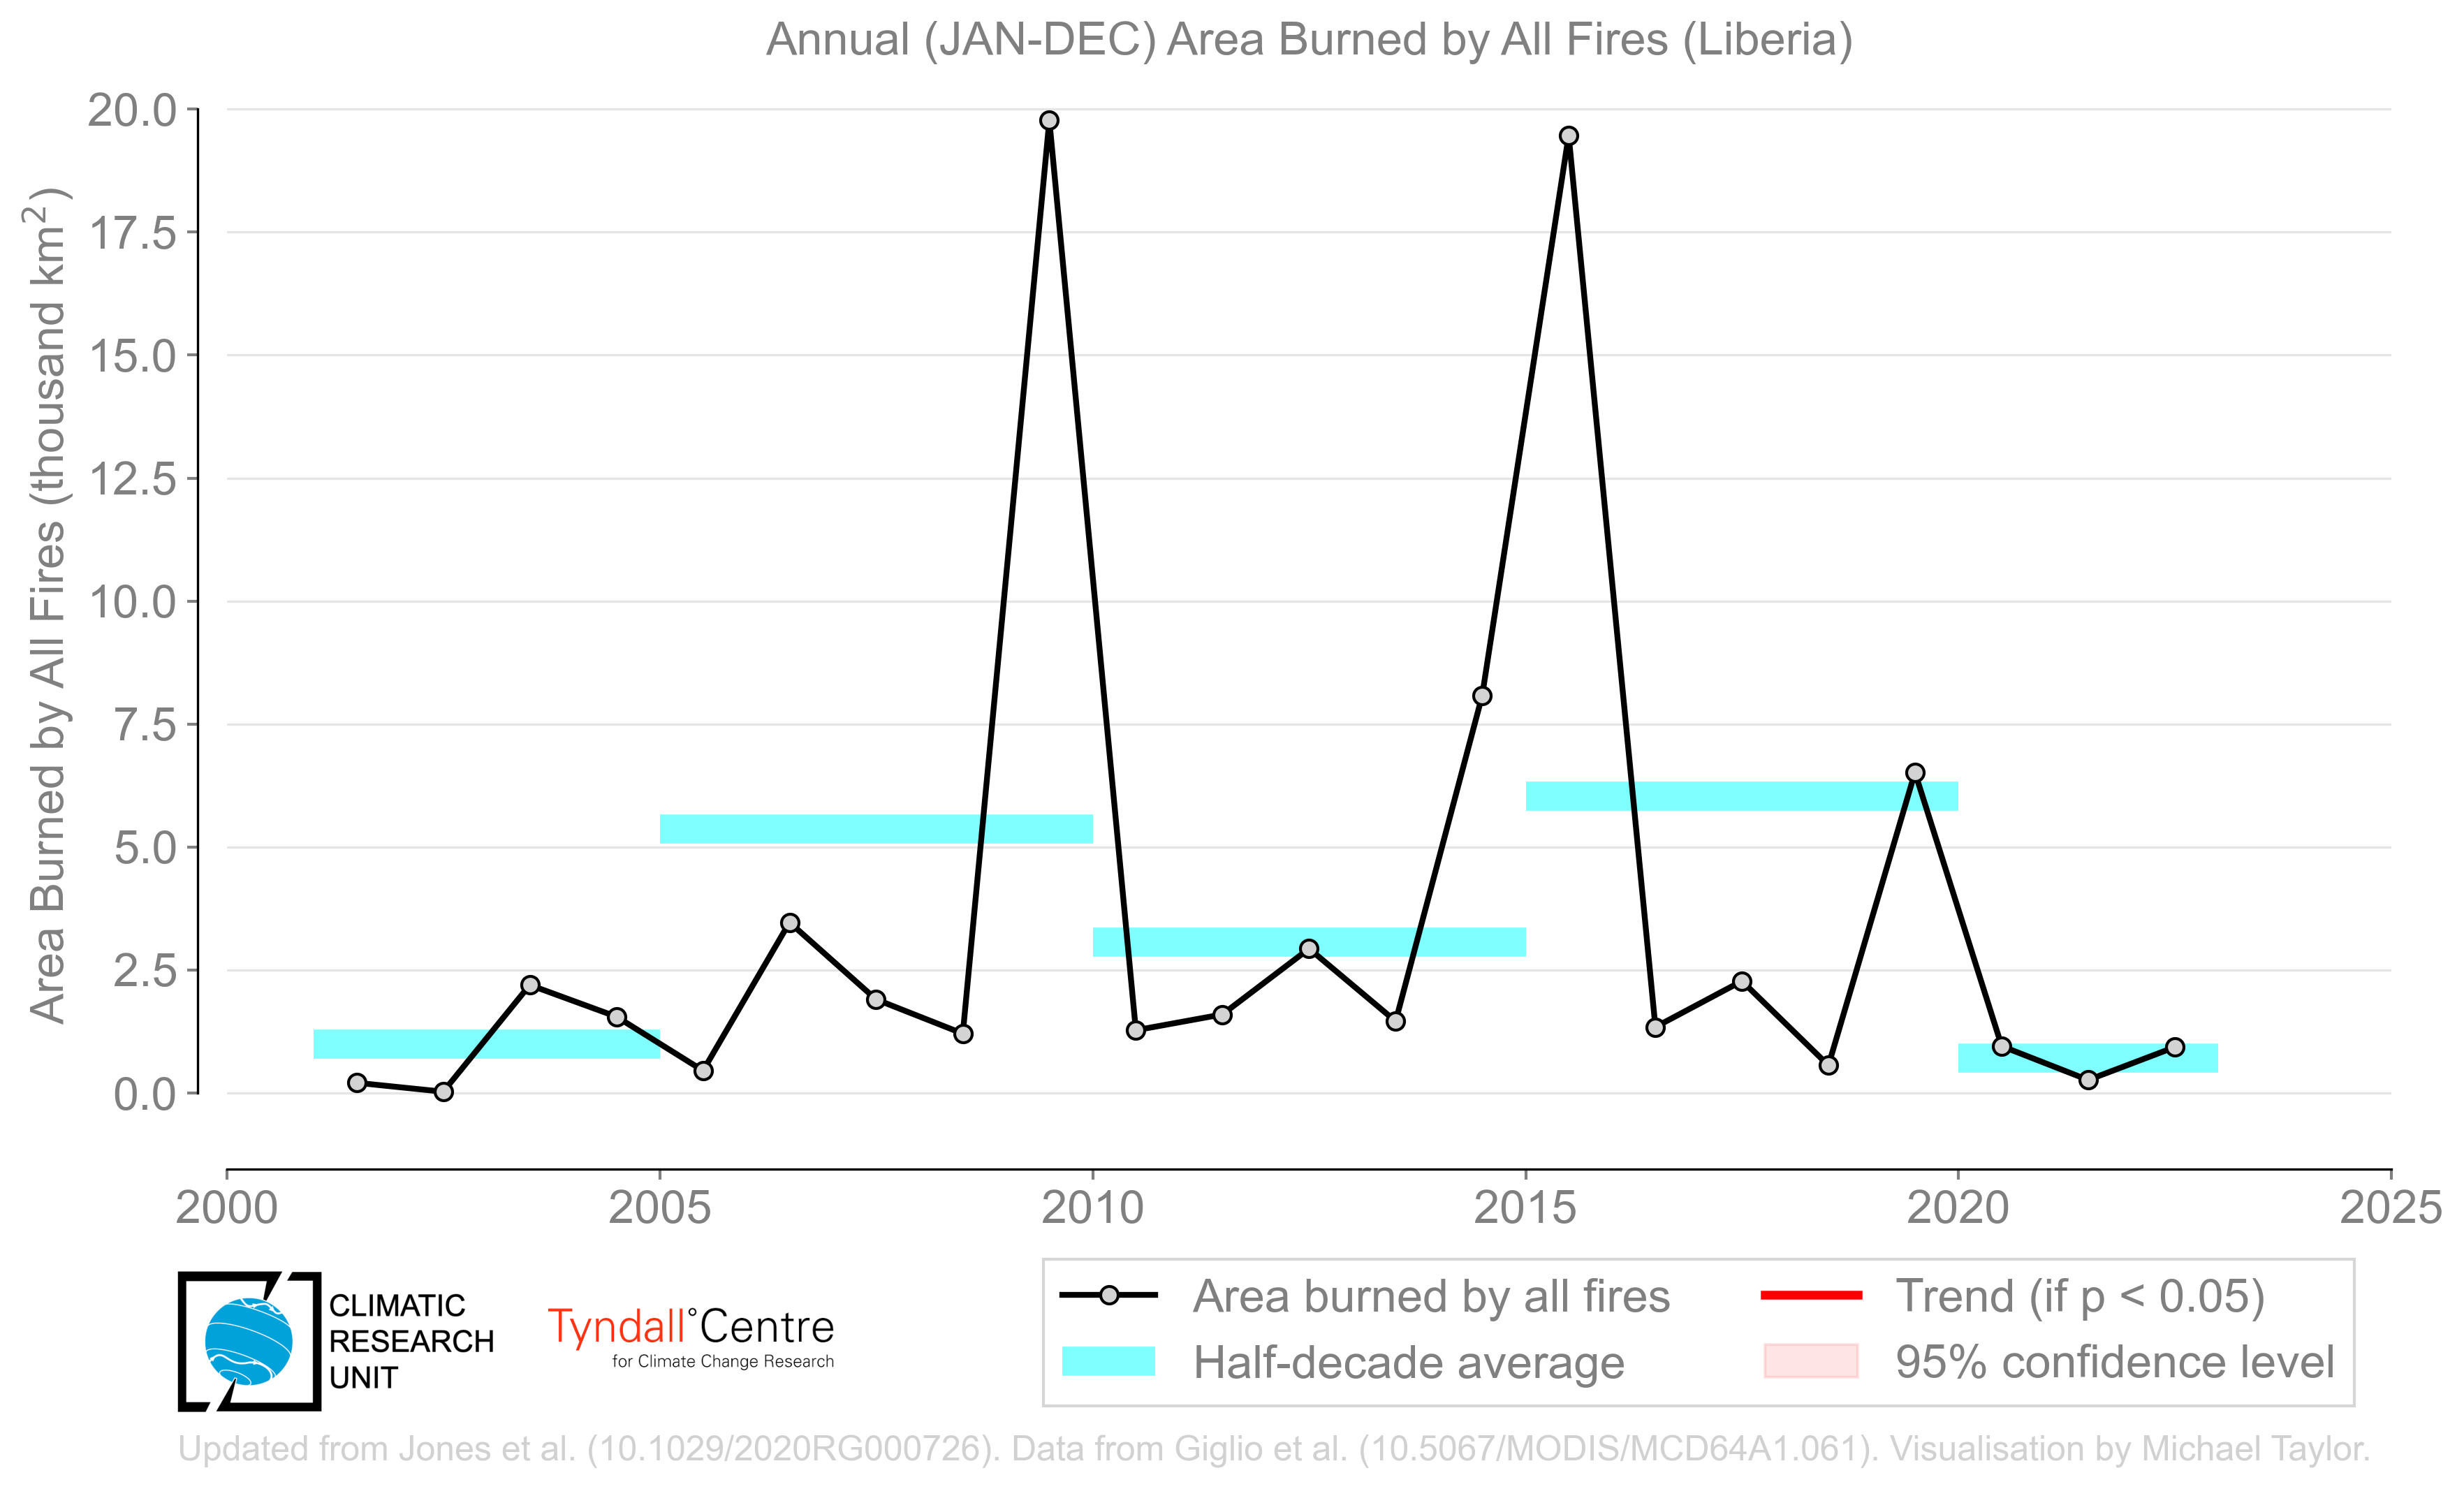 Annual (JAN-DEC) Area Burned by All Fires (Liberia)
Area Burned by All Fires (thousand km²)
20.0
17.5
15.0
12.5
10.0
7.5
5.0
2.5
0.0
2000 2005 2010 2015 2020 2025
CLIMATIC
RESEARCH
UNIT
Tyndall°Centre
for Climate Change Research
Area burned by all fires
Half-decade average
Trend (if p < 0.05)
95% confidence level
Updated from Jones et al. (10.1029/2020RG000726). Data from Giglio et al. (10.5067/MODIS/MCD64A1.061). Visualisation by Michael Taylor.